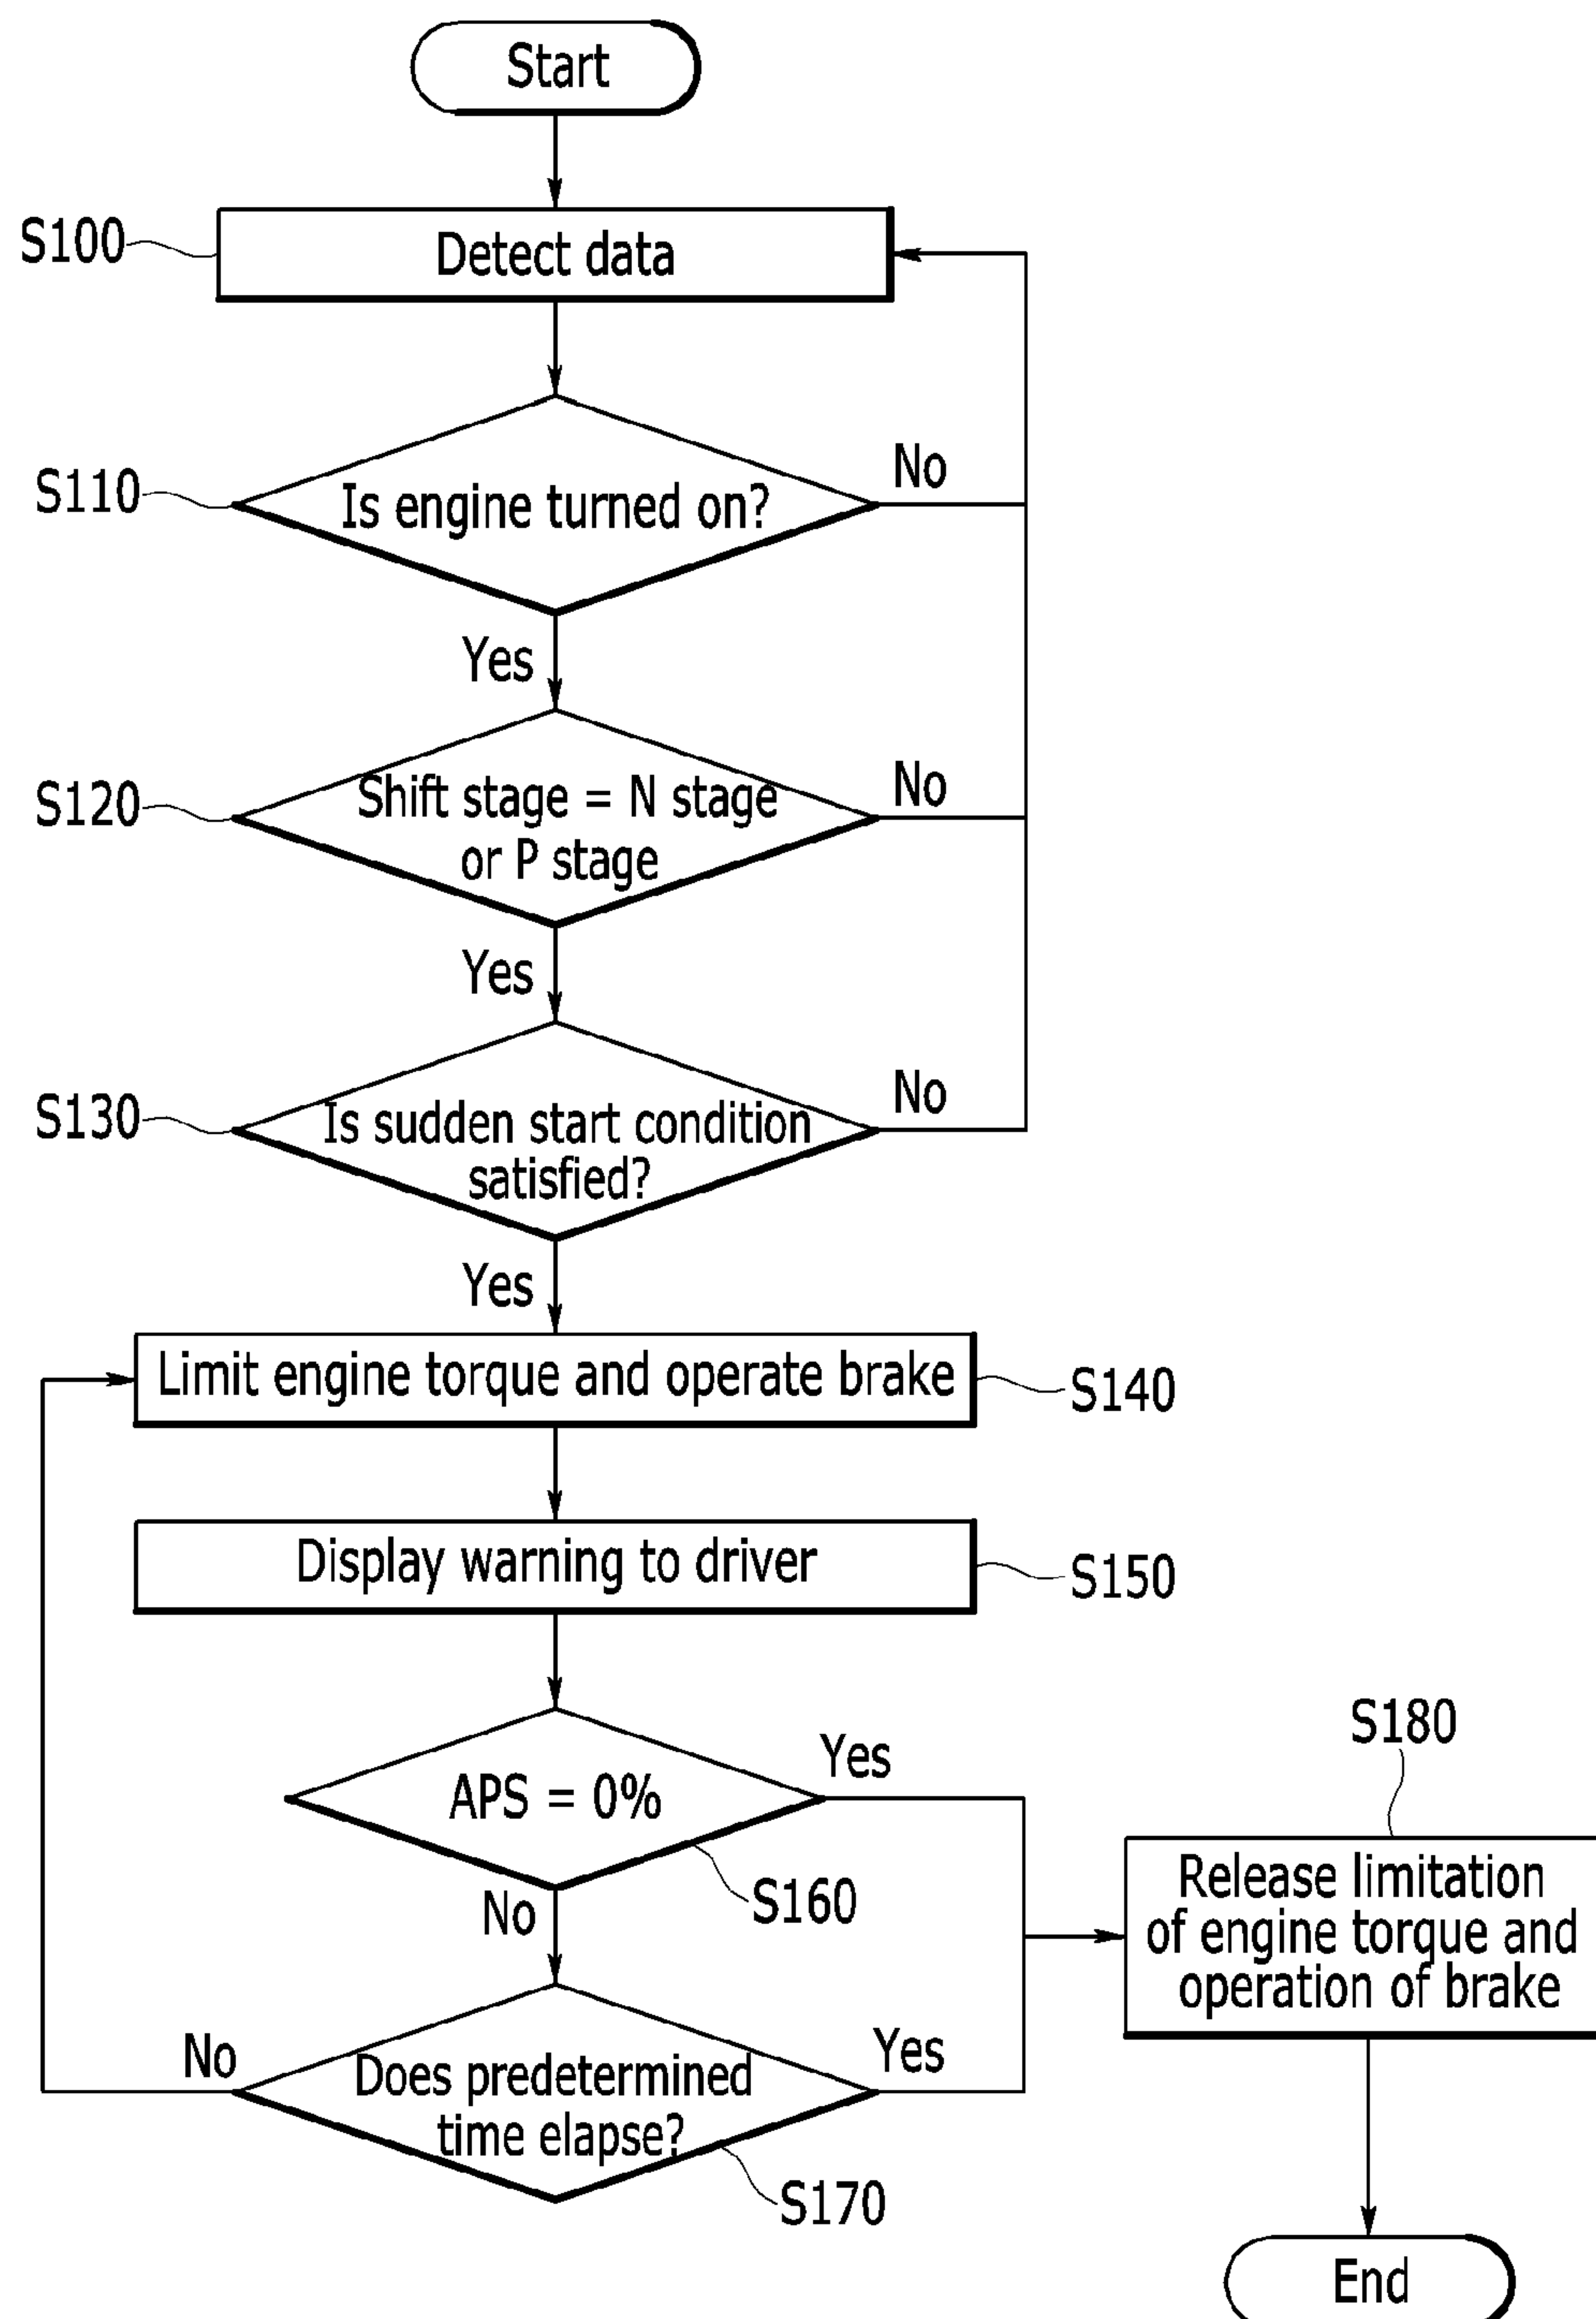 Start
S100
Detect data
S110
Is engine turned on?
No
Yes
S120
Shift stage = N stage
or P stage
No
Yes
S130
Is sudden start condition
satisfied?
No
Yes
Limit engine torque and operate brake
S140
Display warning to driver
S150
APS = 0%
Yes
S160
No
S180
Release limitation
of engine torque and
operation of brake
No
Does predetermined
time elapse?
Yes
S170
End